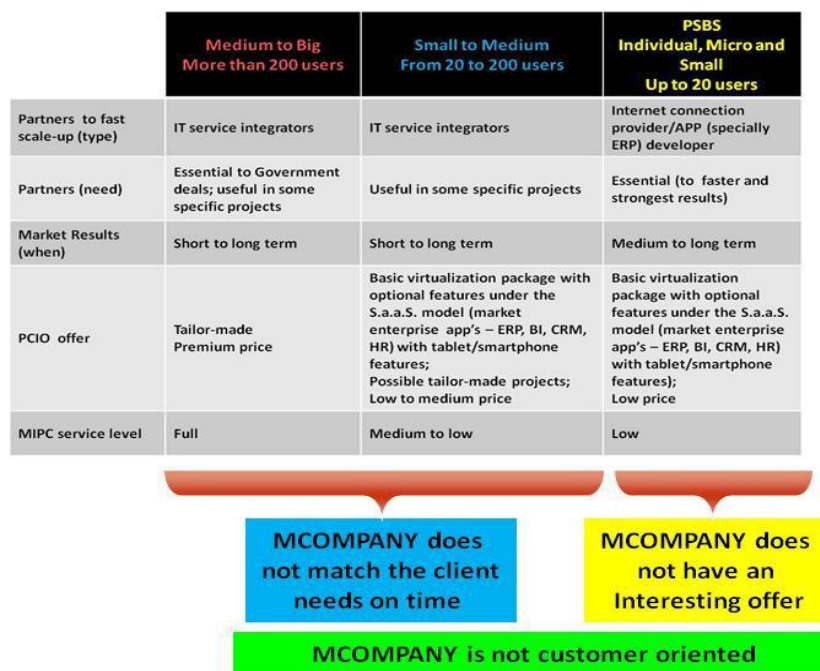 Medium to Big
More than 200 users
Small to Medium
From 20 to 200 users
PSBS
Individual, Micro and
Small
Up to 20 users
Partners to fast
scale-up (type)
IT service integrators
IT service integrators
Internet connection
provider/APP (specially
ERP) developer
Partners (need)
Essential to Government
deals; useful in some
specific projects
Useful in some specific projects
Essential (to faster and
strongest results)
Market Results
(when)
Short to long term
Short to long term
Medium to long term
PCIO offer
Tailor-made
Premium price
Basic virtualization package with
optional features under the
S.a.a.S. model (market
enterprise app's – ERP, BI, CRM,
HR) with tablet/smartphone
features;
Possible tailor-made projects;
Low to medium price
Basic virtualization
package with optional
features under the S.a.a.S.
model (market enterprise
app's – ERP, BI, CRM, HR)
with tablet/smartphone
features);
Low price
MIPC service level
Full
Medium to low
Low
MCOMPANY does
not match the client
needs on time
MCOMPANY does
not have an
Interesting offer
MCOMPANY is not customer oriented